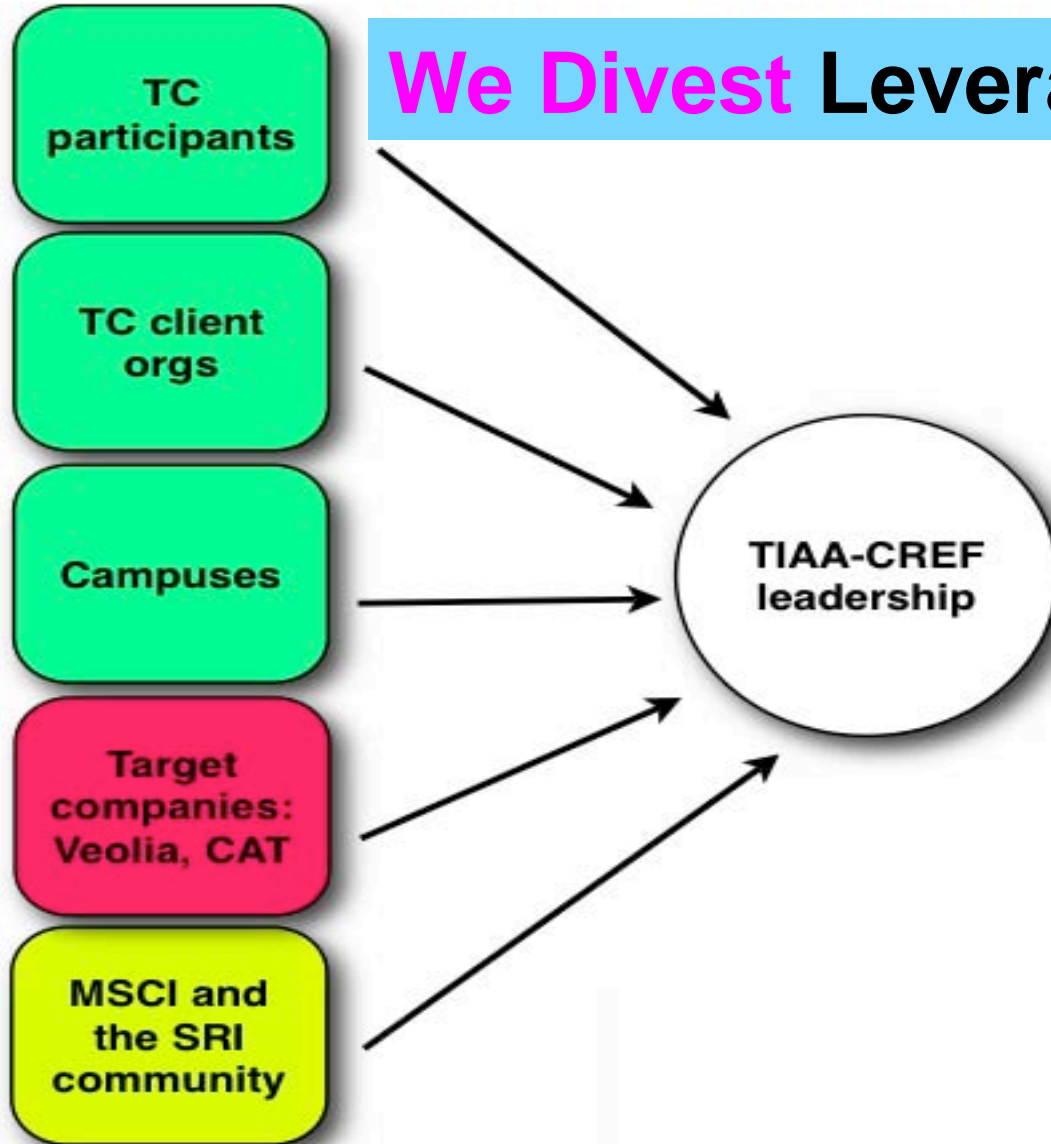 We Divest Levera
TC
participants
TC client
orgs
Campuses
Target
companies:
Veolia, CAT
MSCI and
the SRI
community
TIAA-CREF
leadership